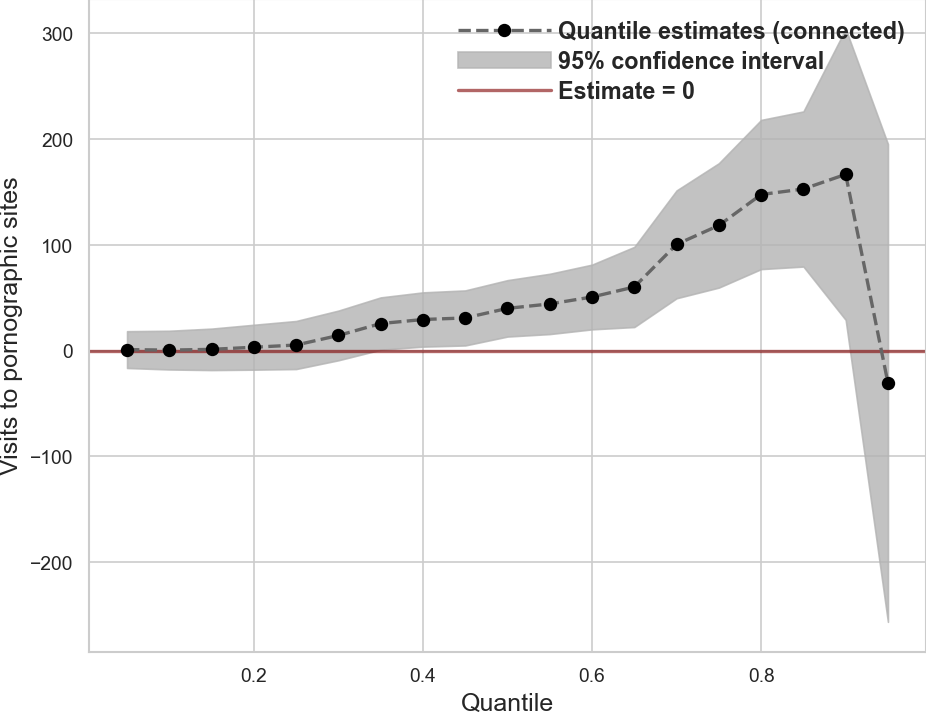 Quantile estimates (connected)
95% confidence interval
Estimate = 0
300
200
100
0
−100
−200
Visits to pornographic sites
0.2
0.4
0.6
0.8
Quantile